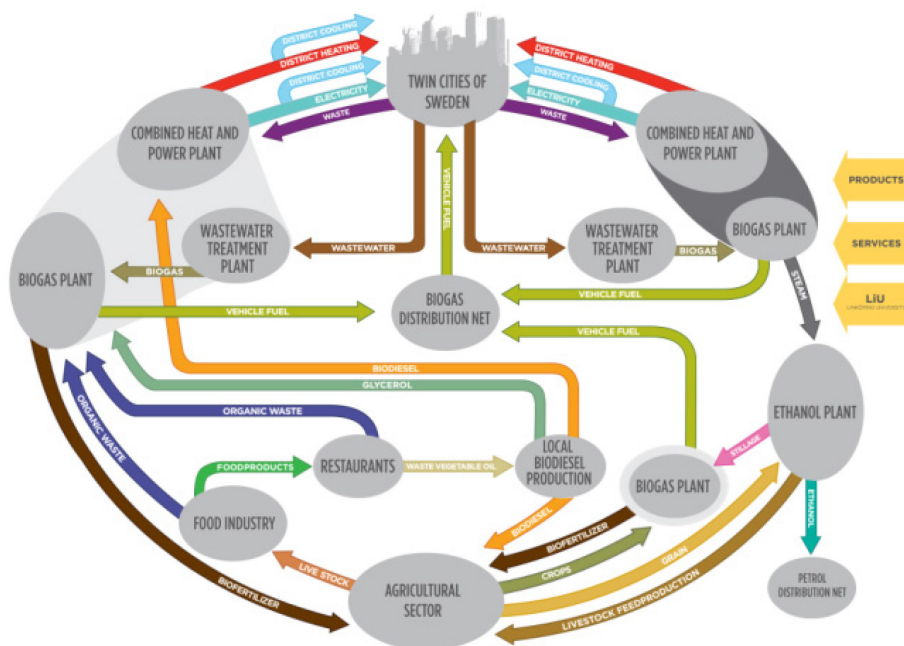 DISTRICT COOLING
DISTRICT HEATING
DISTRICT COOLING
ELECTRICITY
WASTE
TWIN CITIES OF
SWEDEN
DISTRICT HEATING
DISTRICT COOLING
ELECTRICITY
WASTE
COMBINED HEAT AND
POWER PLANT
COMBINED HEAT AND
POWER PLANT
PRODUCTS
SERVICES
LiU
LINKÖPING UNIVERSITY
VEHICLE FUEL
WASTEWATER
TREATMENT
PLANT
WASTEWATER
WASTEWATER
WASTEWATER
TREATMENT
PLANT
BIOGAS
BIOGAS PLANT
BIOGAS PLANT
BIOGAS
STEAM
VEHICLE FUEL
BIOGAS
DISTRIBUTION NET
VEHICLE FUEL
VEHICLE FUEL
BIODIESEL
GLYCEROL
ORGANIC WASTE
ORGANIC WASTE
ETHANOL PLANT
STILLAGE
FOODPRODUCTS
RESTAURANTS
WASTE VEGETABLE OIL
LOCAL
BIODIESEL
PRODUCTION
BIOGAS PLANT
ETHANOL
FOOD INDUSTRY
BIODIESEL
BIOFERTILIZER
GRAIN
LIVE STOCK
CROPS
BIOFERTILIZER
AGRICULTURAL
SECTOR
LIVESTOCK FEEDPRODUCTION
PETROL
DISTRIBUTION NET